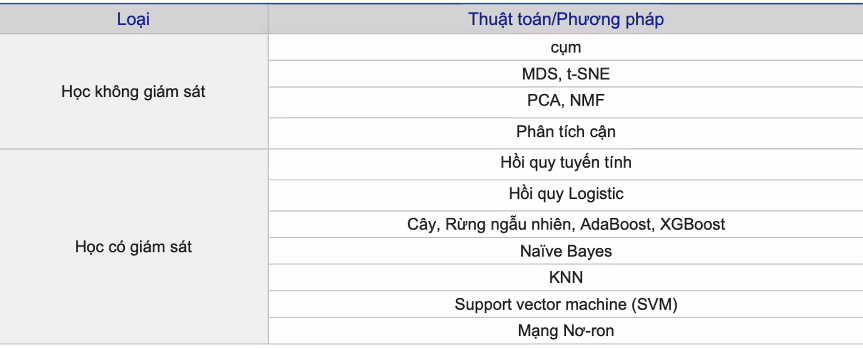 Loại
Thuật toán/Phương pháp
Học không giám sát
cụm
MDS, t-SNE
PCA, NMF
Phân tích cận
Học có giám sát
Hồi quy tuyến tính
Hồi quy Logistic
Cây, Rừng ngẫu nhiên, AdaBoost, XGBoost
Naïve Bayes
KNN
Support vector machine (SVM)
Mạng Nơ-ron